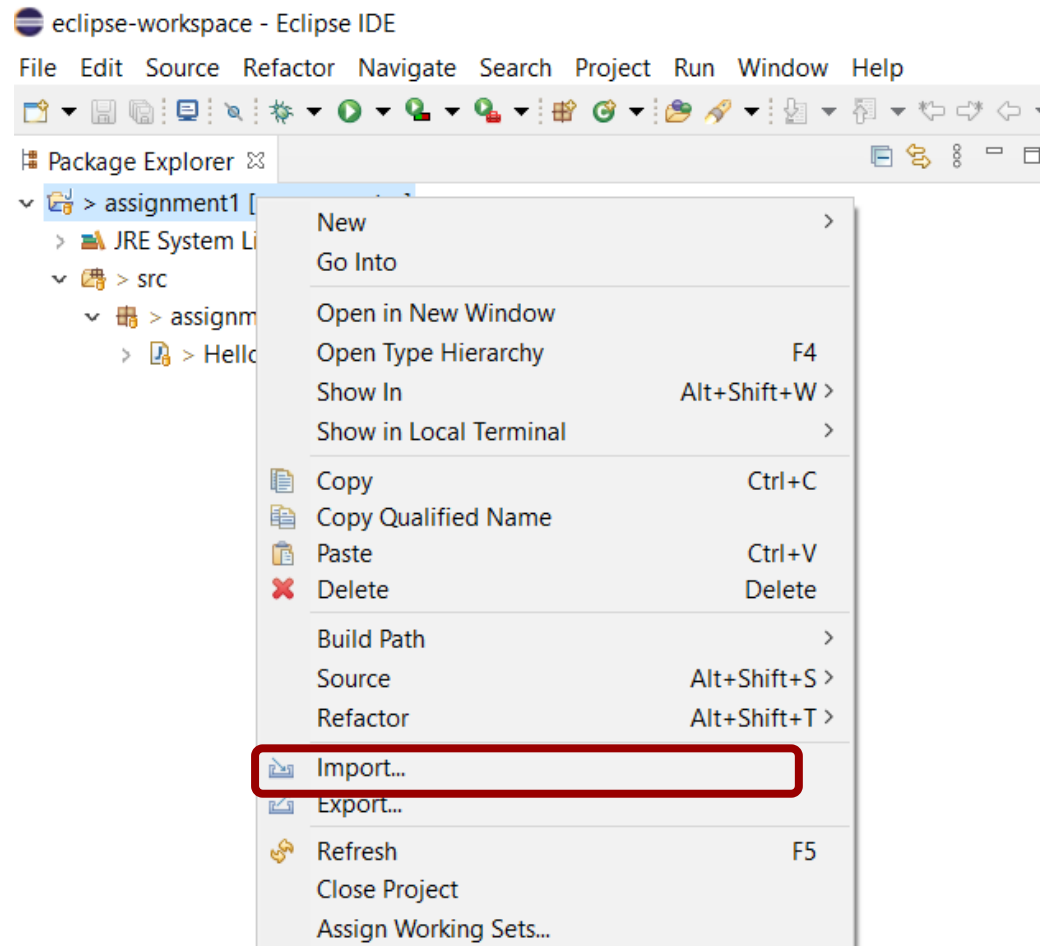 eclipse-workspace - Eclipse IDE
File Edit Source Refactor Navigate Search Project Run Window Help
Package Explorer
> assignment1 [
> JRE System Li
> src
> assignm
> Hello
New
Go Into
Open in New Window
Open Type Hierarchy F4
Show In Alt+Shift+W >
Show in Local Terminal >
Copy Ctrl+C
Copy Qualified Name
Paste Ctrl+V
Delete Delete
Build Path >
Source Alt+Shift+S >
Refactor Alt+Shift+T >
Import...
Export...
Refresh F5
Close Project
Assign Working Sets...